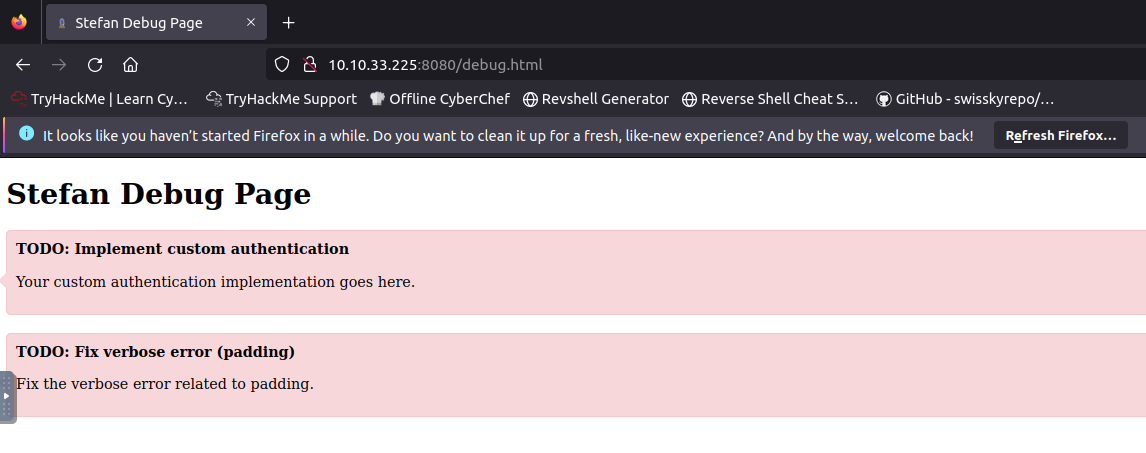 Stefan Debug Page
10.10.33.225:8080/debug.html
TryHackMe | Learn Cy… TryHackMe Support Offline CyberChef Revshell Generator Reverse Shell Cheat S… GitHub - swisskyrepo/…
It looks like you haven’t started Firefox in a while. Do you want to clean it up for a fresh, like-new experience? And by the way, welcome back! Refresh Firefox…
Stefan Debug Page
TODO: Implement custom authentication
Your custom authentication implementation goes here.
TODO: Fix verbose error (padding)
Fix the verbose error related to padding.